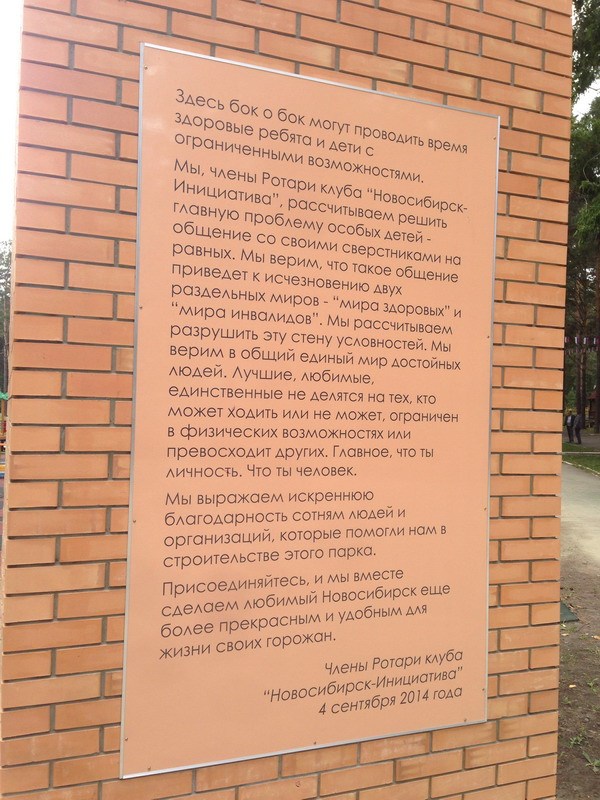 Здесь бок о бок могут проводить время
здоровые ребята и дети с
ограниченными возможностями.
Мы, члены Ротари клуба “Новосибирск-
Инициатива”, рассчитываем решить
главную проблему особых детей -
общение со своими сверстниками на
равных. Мы верим, что такое общение
приведет к исчезновению двух
раздельных миров - “мира здоровых” и
“мира инвалидов”. Мы рассчитываем
разрушить эту стену условностей. Мы
верим в общий единый мир достойных
людей. Лучшие, любимые,
единственные не делятся на тех, кто
может ходить или не может, ограничен
в физических возможностях или
превосходит других. Главное, что ты
личность. Что ты человек.
Мы выражаем искреннюю
благодарность сотням людей и
организаций, которые помогли нам в
строительстве этого парка.
Присоединяйтесь, и мы вместе
сделаем любимый Новосибирск еще
более прекрасным и удобным для
жизни своих горожан.
Члены Ротари клуба
“Новосибирск-Инициатива”
4 сентября 2014 года